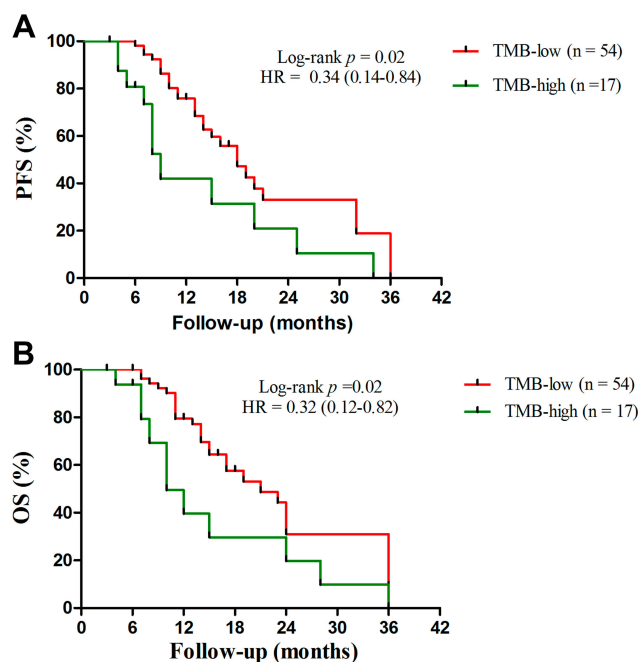 A
Log-rank p = 0.02
HR = 0.34 (0.14-0.84)
TMB-low (n = 54)
TMB-high (n =17)
PFS (%)
100
80
60
40
20
0
0 6 12 18 24 30 36 42
Follow-up (months)
B
Log-rank p =0.02
HR = 0.32 (0.12-0.82)
TMB-low (n = 54)
TMB-high (n = 17)
OS (%)
100
80
60
40
20
0
0 6 12 18 24 30 36 42
Follow-up (months)